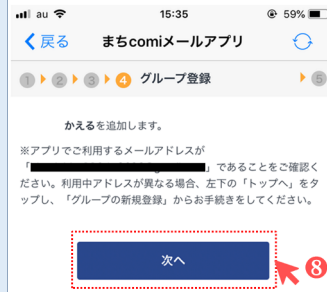 au 15:35 59%
戻る まちcomiメールアプリ
1 2 3 4 グループ登録 5
かえるを追加します。
※アプリでご利用するメールアドレスが
「 」であることをご確認く
ださい。利用中アドレスが異なる場合、左下の「トップへ」をタ
ップし、「グループの新規登録」からお手続きをしてください。
次へ
8